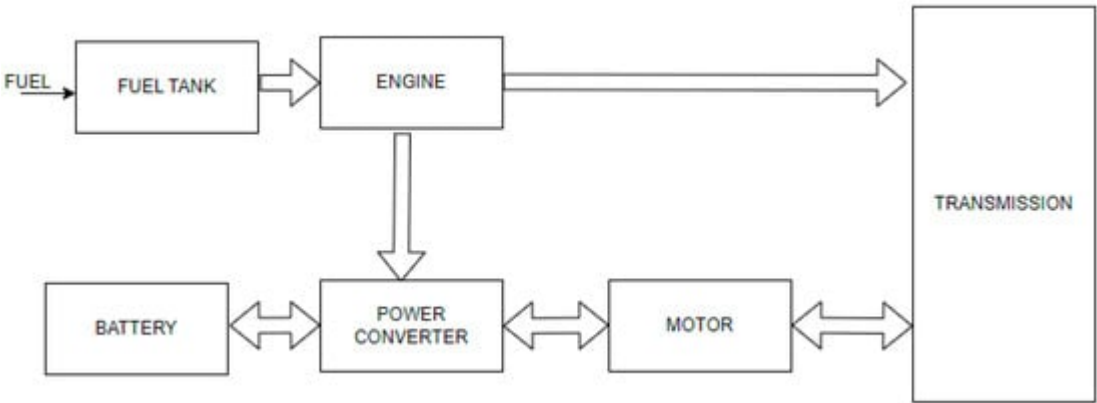 FUEL
FUEL TANK
ENGINE
TRANSMISSION
BATTERY
POWER
CONVERTER
MOTOR